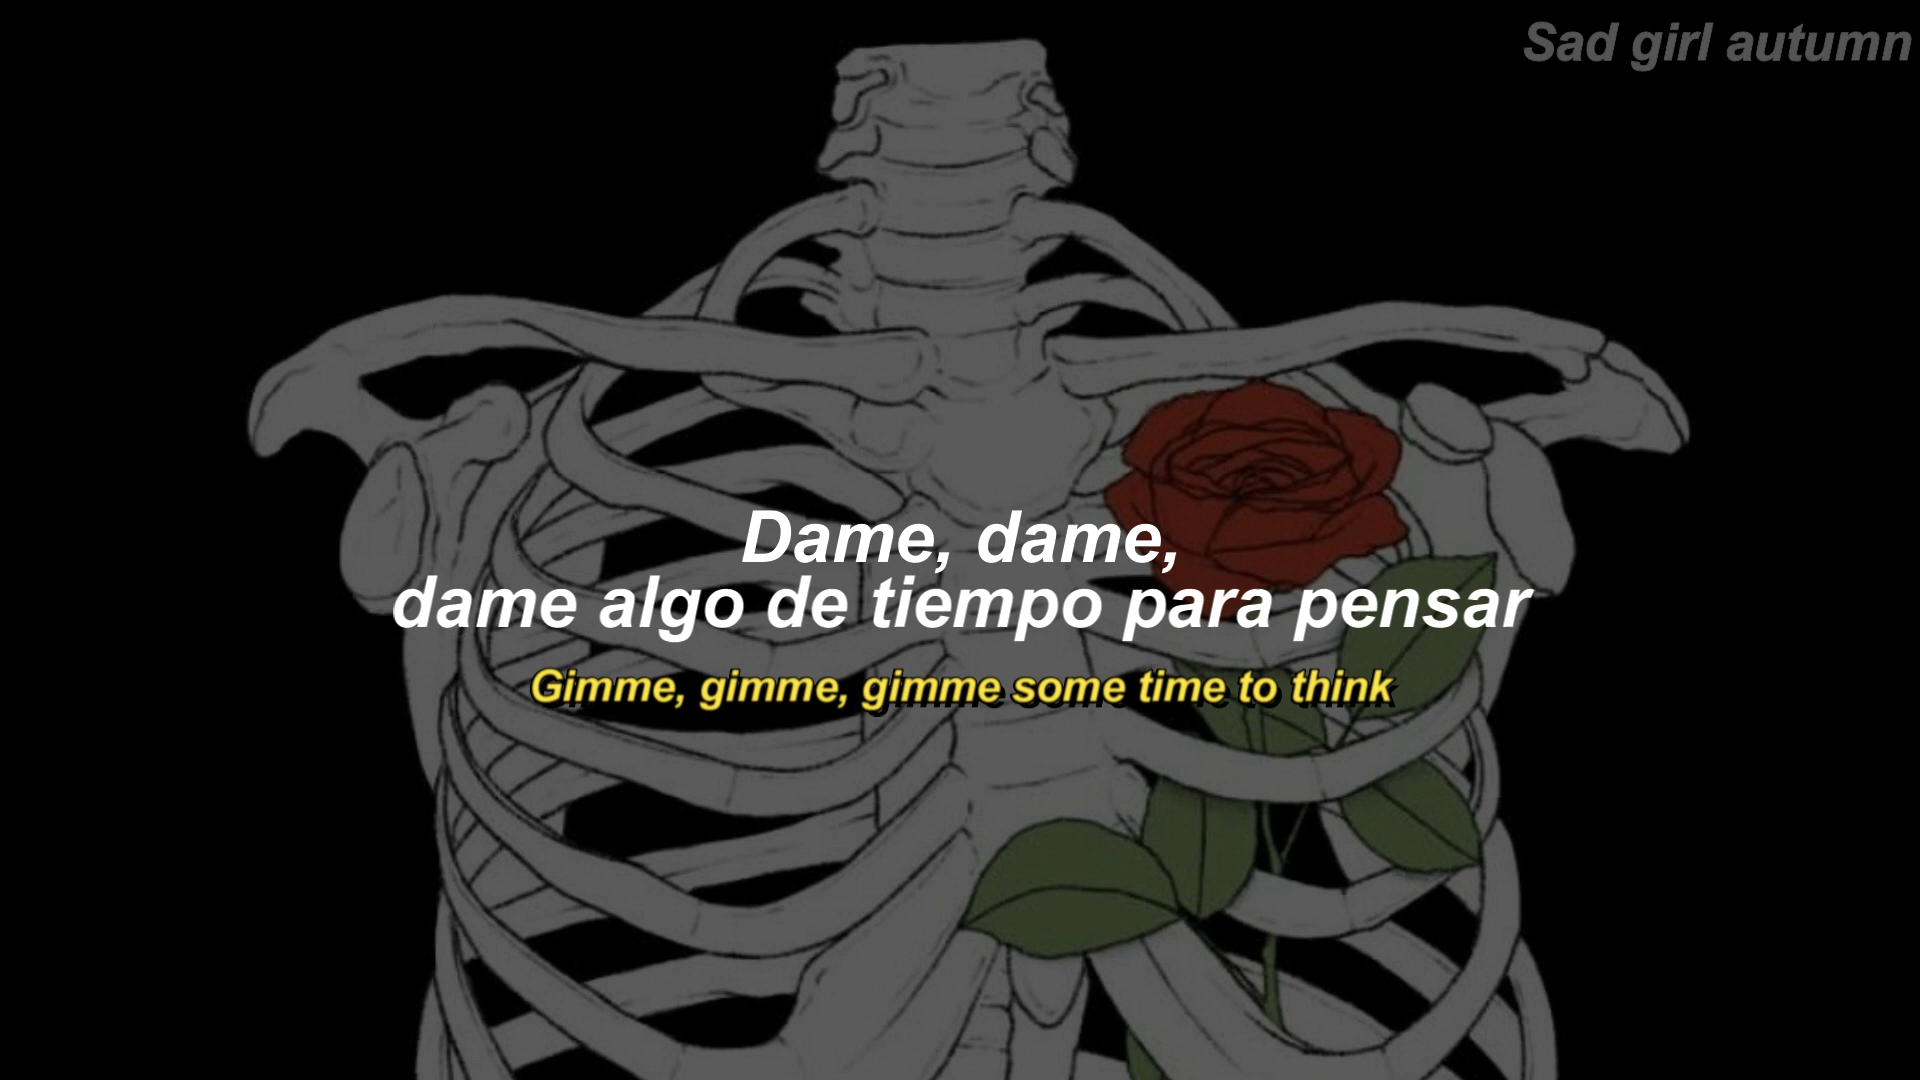 Sad girl autumn
Dame, dame,
dame algo de tiempo para pensar
Gimme, gimme, gimme some time to think